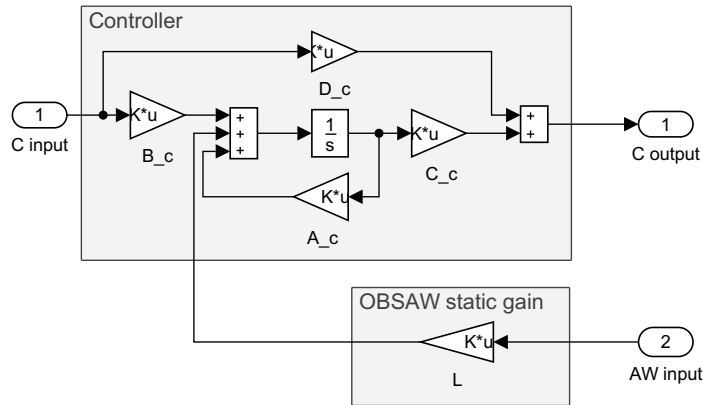 Controller
K*u
D_c
1
C input
K*u
B_c
+
+
+
1
s
K*u
C_c
+
+
1
C output
K*u
A_c
OBSAW static gain
K*u
L
2
AW input